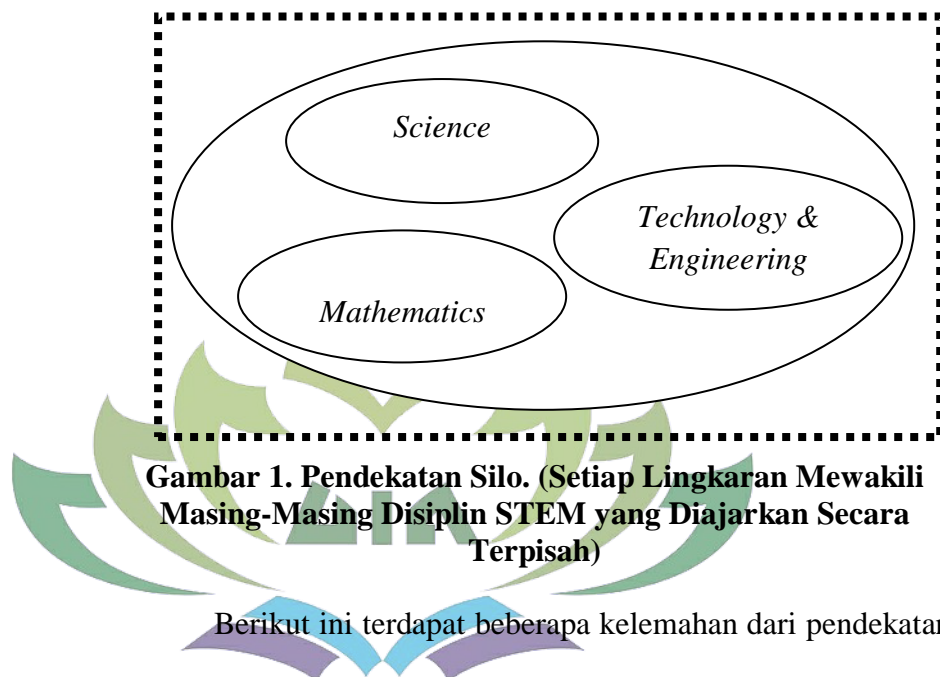 Science
Technology &
Engineering
Mathematics
Gambar 1. Pendekatan Silo. (Setiap Lingkaran Mewakili
Masing-Masing Disiplin STEM yang Diajarkan Secara
Terpisah)
Berikut ini terdapat beberapa kelemahan dari pendekatan